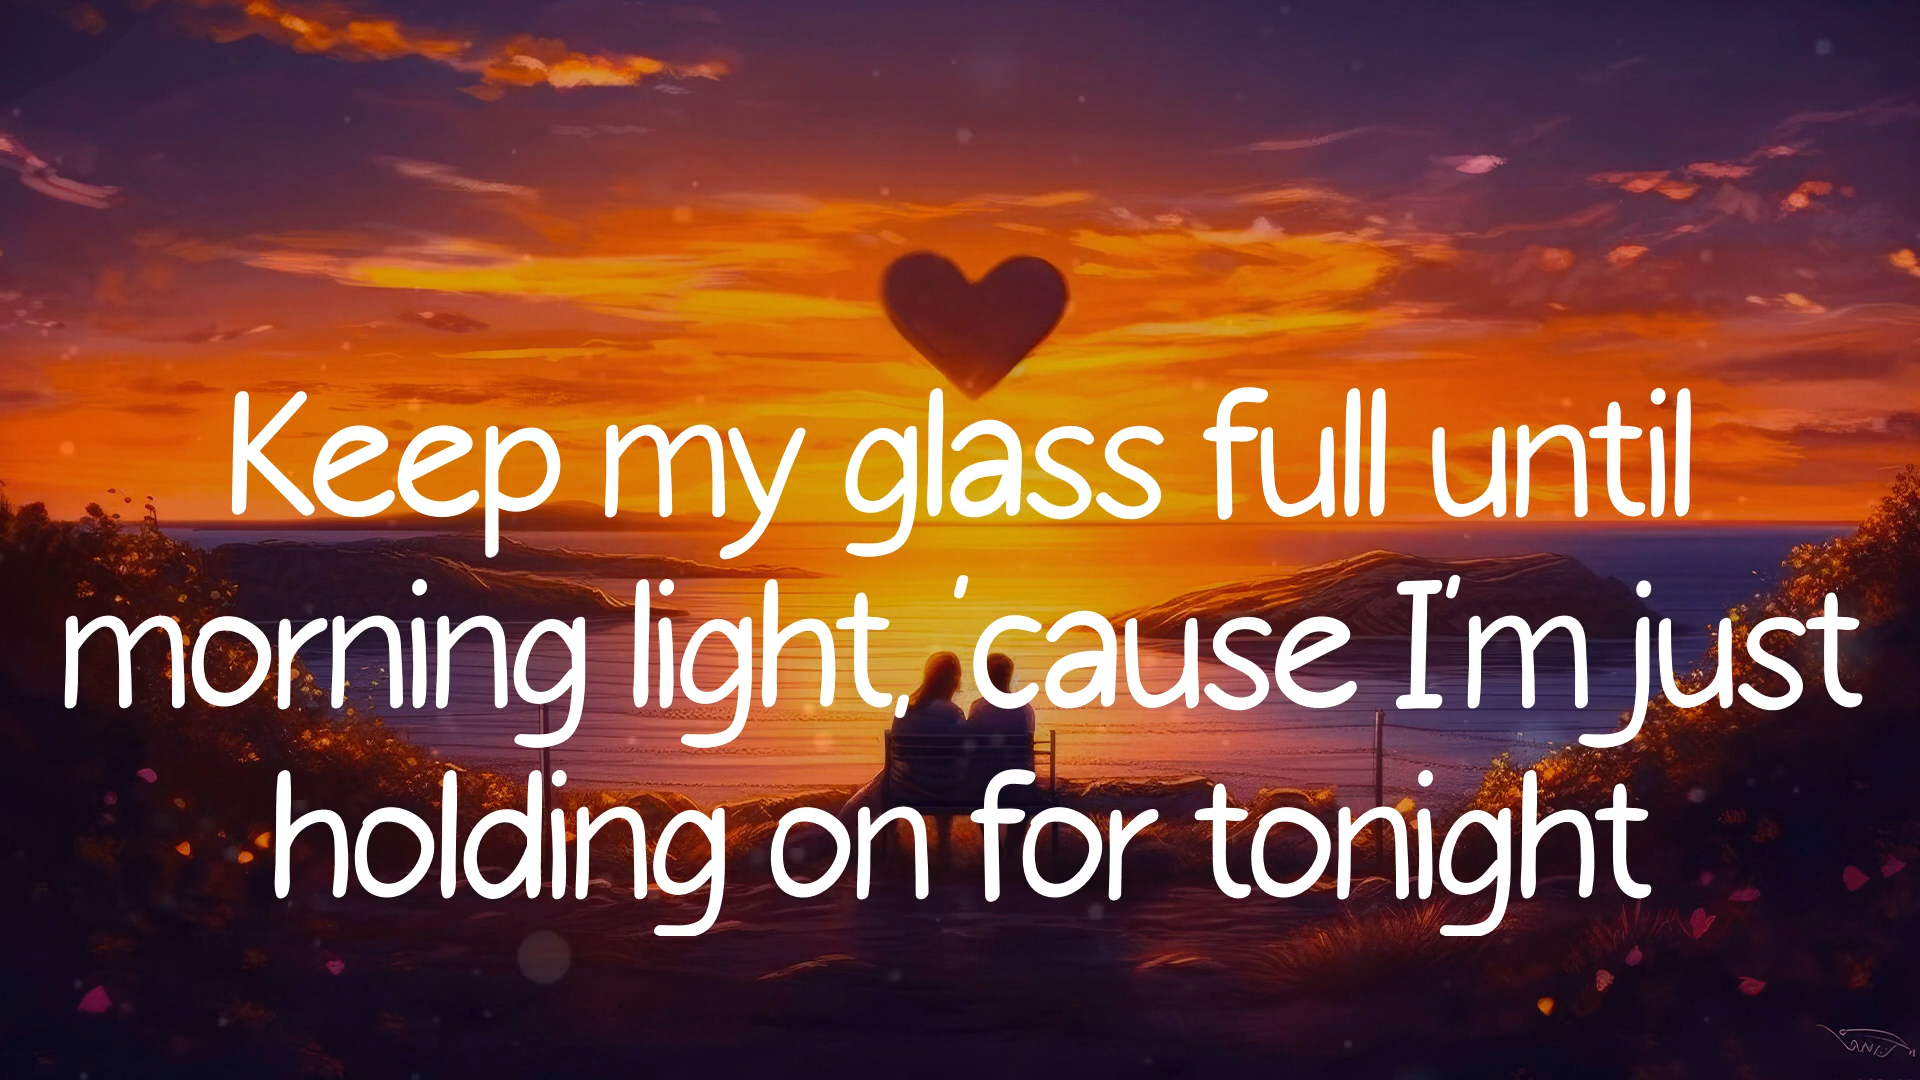 Keep my glass full until
morning light, 'cause I'm just
holding on for tonight